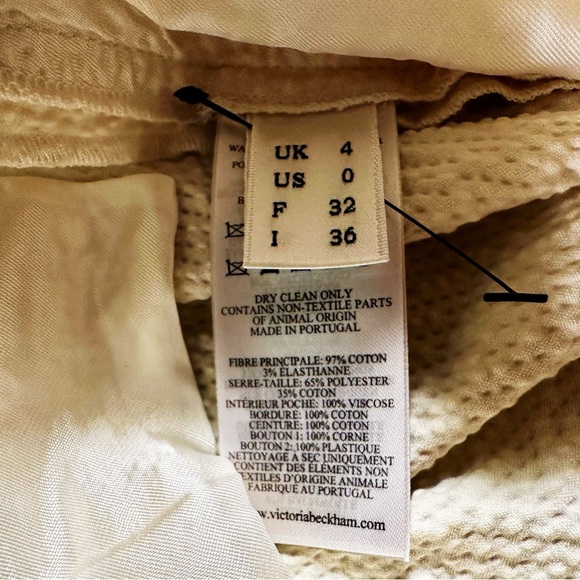 UK 4
US 0
F 32
I 36
DRY CLEAN ONLY
CONTAINS NON-TEXTILE PARTS
OF ANIMAL ORIGIN
MADE IN PORTUGAL
FIBRE PRINCIPALE: 97% COTON
3% ÉLASTHANNE
SERRE-TAILLE: 65% POLYESTER
35% COTON
INTÉRIEUR POCHE: 100% VISCOSE
BORDURE: 100% COTON
CEINTURE: 100% COTON
BOUTON 1: 100% CORNE
BOUTON 2: 100% PLASTIQUE
NETTOYAGE A SEC UNIQUEMENT
CONTIENT DES ÉLÉMENTS NON
TEXTILES D'ORIGINE ANIMALE
FABRIQUÉ AU PORTUGAL
www.victoriabeckham.com